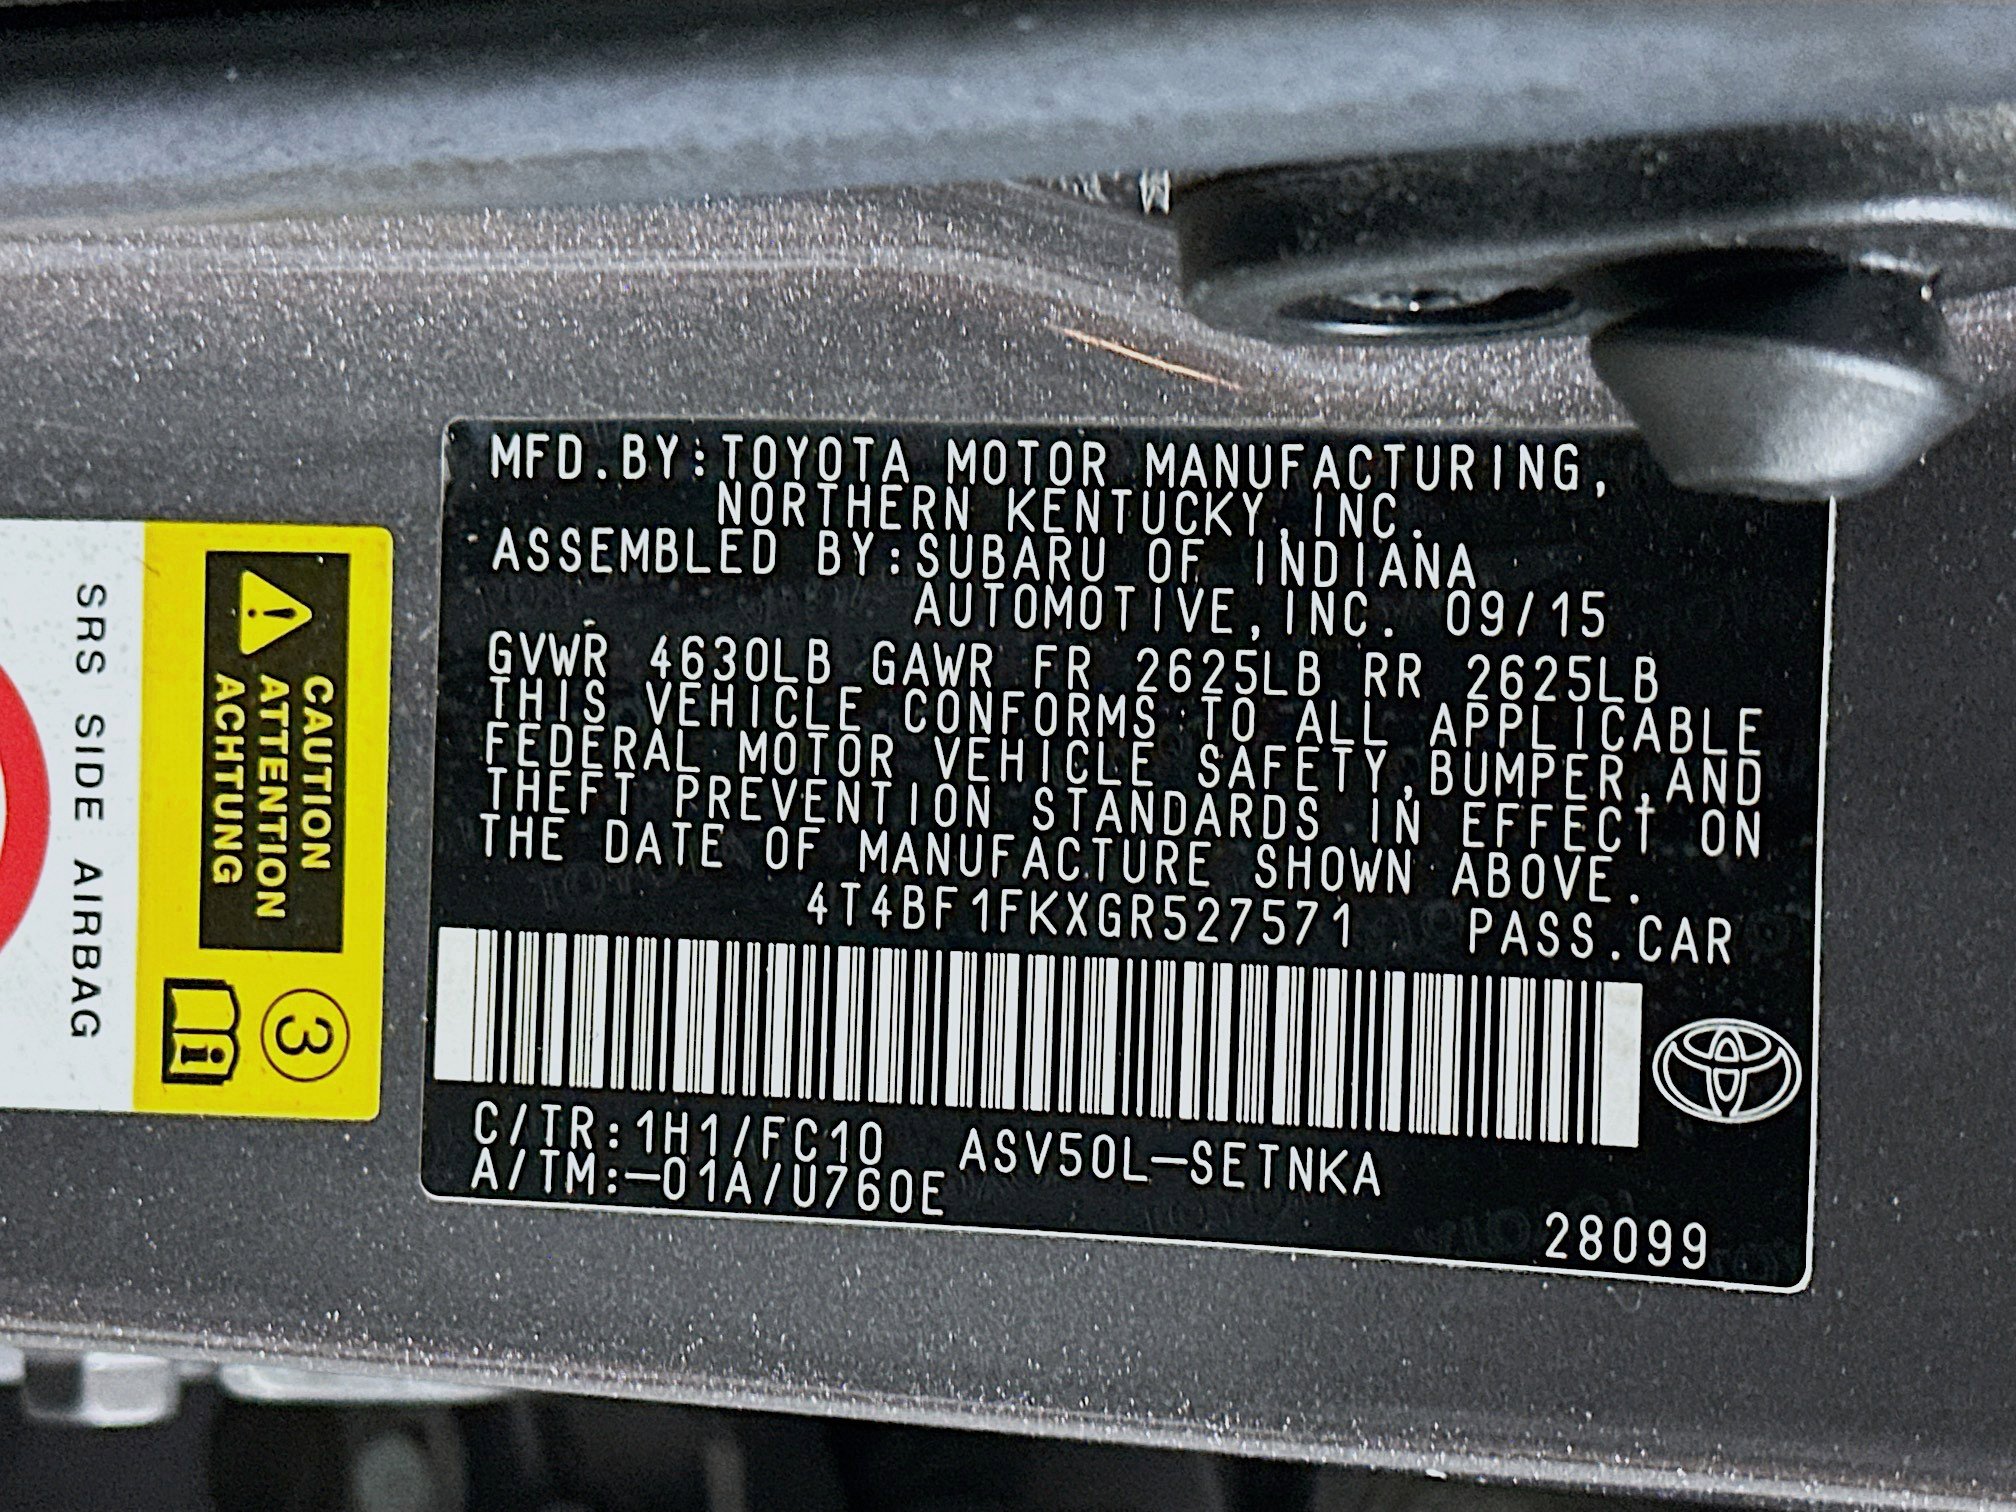 MFD.BY:TOYOTA MOTOR MANUFACTURING,
NORTHERN KENTUCKY,INC.
ASSEMBLED BY:SUBARU OF INDIANA
AUTOMOTIVE,INC. 09/15
GVWR 4630LB GAWR FR 2625LB RR 2625LB
THIS VEHICLE CONFORMS TO ALL APPLICABLE
FEDERAL MOTOR VEHICLE SAFETY,BUMPER,AND
THEFT PREVENTION STANDARDS IN EFFECT ON
THE DATE OF MANUFACTURE SHOWN ABOVE.
4T4BF1FKXGR527571 PASS.CAR
C/TR:1H1/FC10 ASV50L-SETNKA
A/TM:-01A/U760E
28099
CAUTION
ATTENTION
ACHTUNG
3
i
SRS SIDE AIRBAG